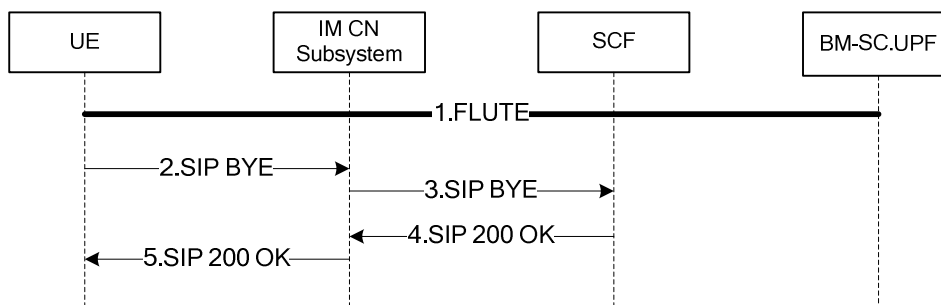 UE
IM CN
Subsystem
SCF
BM-SC.UPF
1.FLUTE
2.SIP BYE
3.SIP BYE
4.SIP 200 OK
5.SIP 200 OK